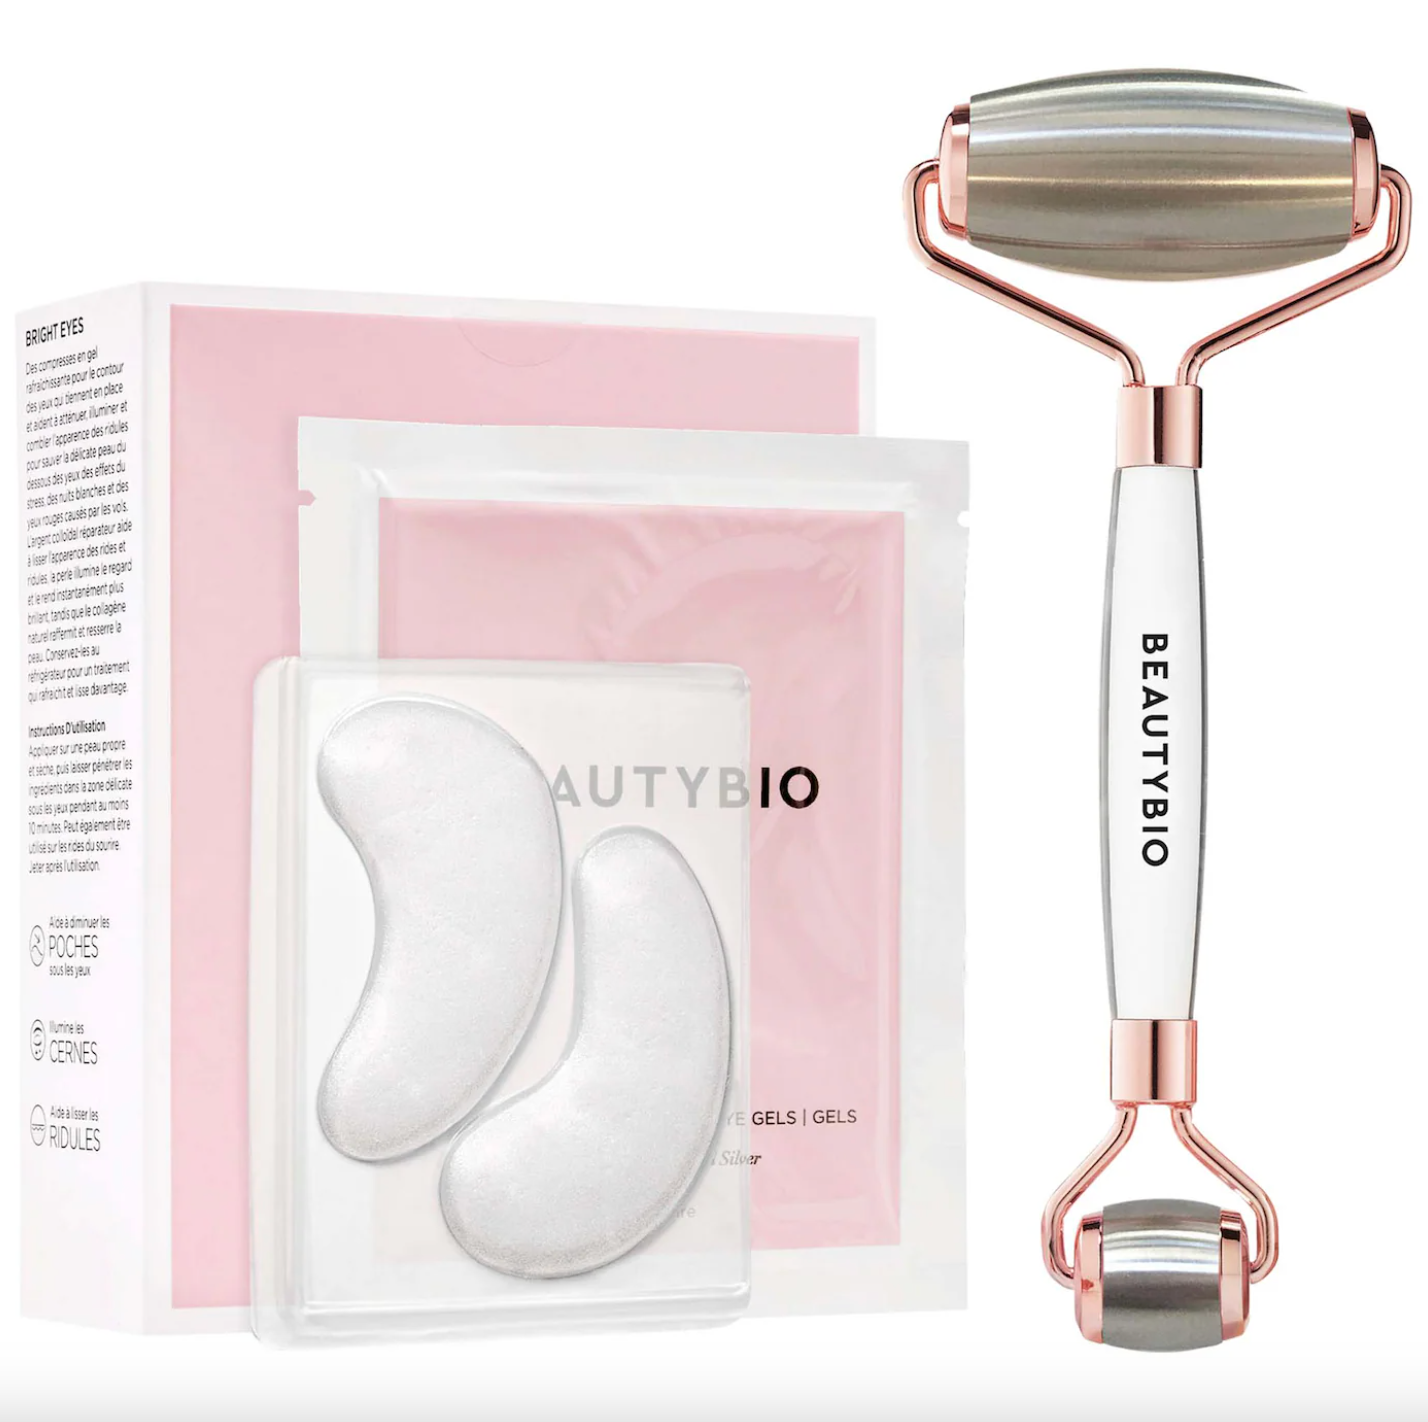 BRIGHT EYES
Des compresses en gel
rafraîchissante pour le contour
des yeux qui tiennent en place
et aident à atténuer, illuminer et
combler l'apparence des ridules
pour sauver la délicate peau du
dessous des yeux des effets du
stress, des nuits blanches et des
yeux rouges causés par les vols.
L'argent colloïdal réparateur aide
à lisser l'apparence des rides et
ridules, la perle illumine le regard
et le rend instantanément plus
brillant, tandis que le collagène
naturel raffermit et resserre la
peau. Conservez-les au
réfrigérateur pour un traitement
qui rafraichit et lisse davantage.
Instructions D'utilisation
Appliquer sur une peau propre
et sèche, puis laisser pénétrer les
ingrédients dans la zone délicate
sous les yeux pendant au moins
10 minutes. Peut également être
utilisé sur les rides du sourire.
Jeter après l'utilisation.
Aide à diminuer les
POCHES
sous les yeux
Illumine les
CERNES
Aide à lisser les
RIDULES
AUTYBIO
YE GELS | GELS
Silver
BEAUTYBIO